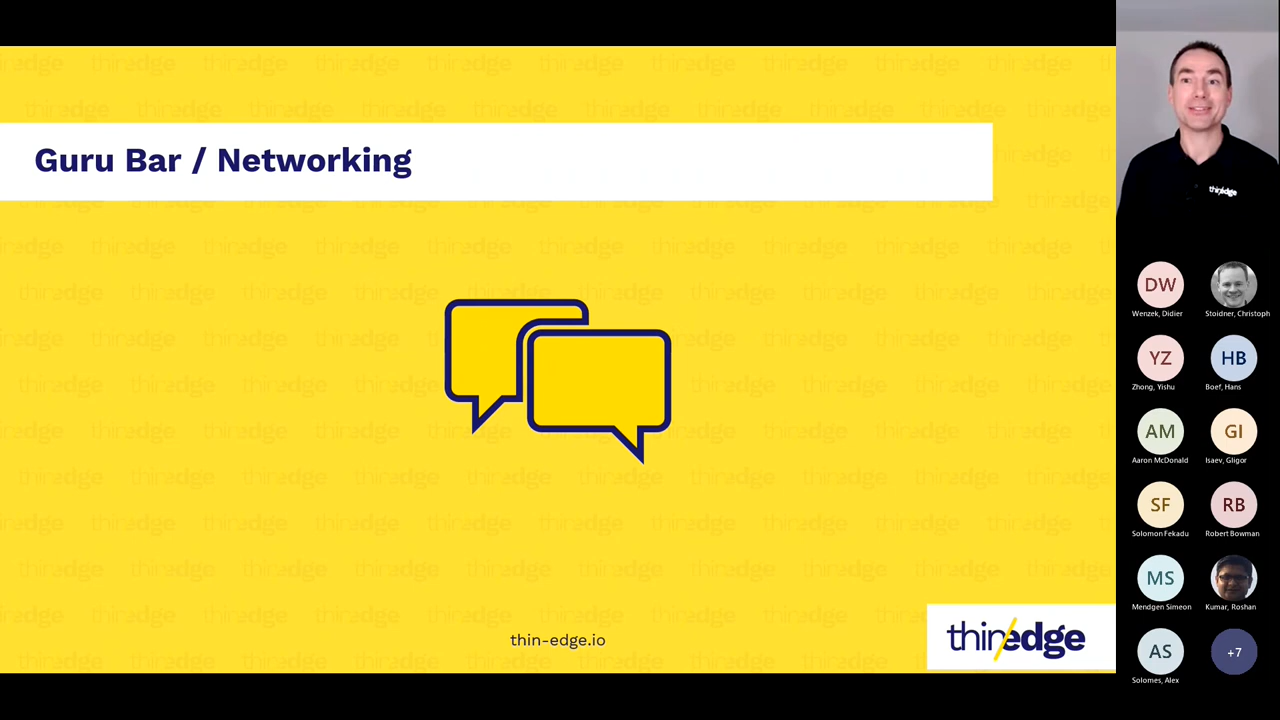 Guru Bar / Networking
thin-edge.io
thin/edge
thin/edge
DW
Wenzek, Didier
Stoidner, Christoph
YZ
HB
Zhong, Yishu
Boef, Hans
AM
GI
Aaron McDonald
Isaev, Gligor
SF
RB
Solomon Fekadu
Robert Bowman
MS
Mendgen Simeon
Kumar, Roshan
AS
+7
Solomes, Alex